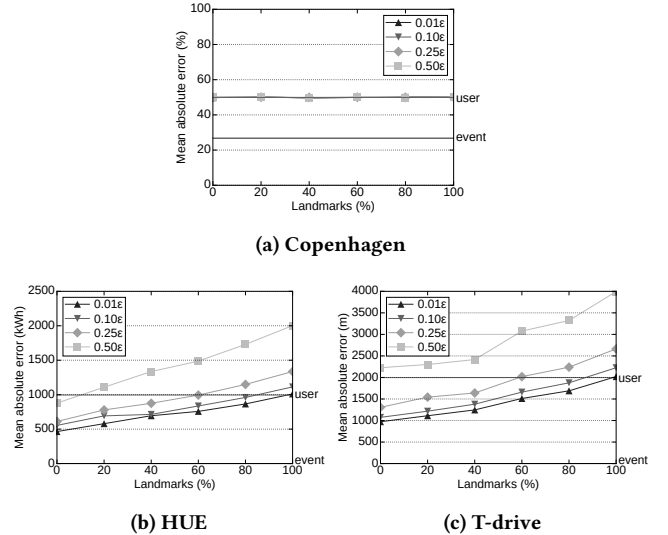 100
80
60
40
20
0
Mean absolute error (%)
0.01ε
0.10ε
0.25ε
0.50ε
user
event
0 20 40 60 80 100
Landmarks (%)
(a) Copenhagen
2500
2000
1500
1000
500
0
Mean absolute error (kWh)
0.01ε
0.10ε
0.25ε
0.50ε
user
event
0 20 40 60 80 100
Landmarks (%)
(b) HUE
4000
3500
3000
2500
2000
1500
1000
500
0
Mean absolute error (m)
0.01ε
0.10ε
0.25ε
0.50ε
user
event
0 20 40 60 80 100
Landmarks (%)
(c) T-drive